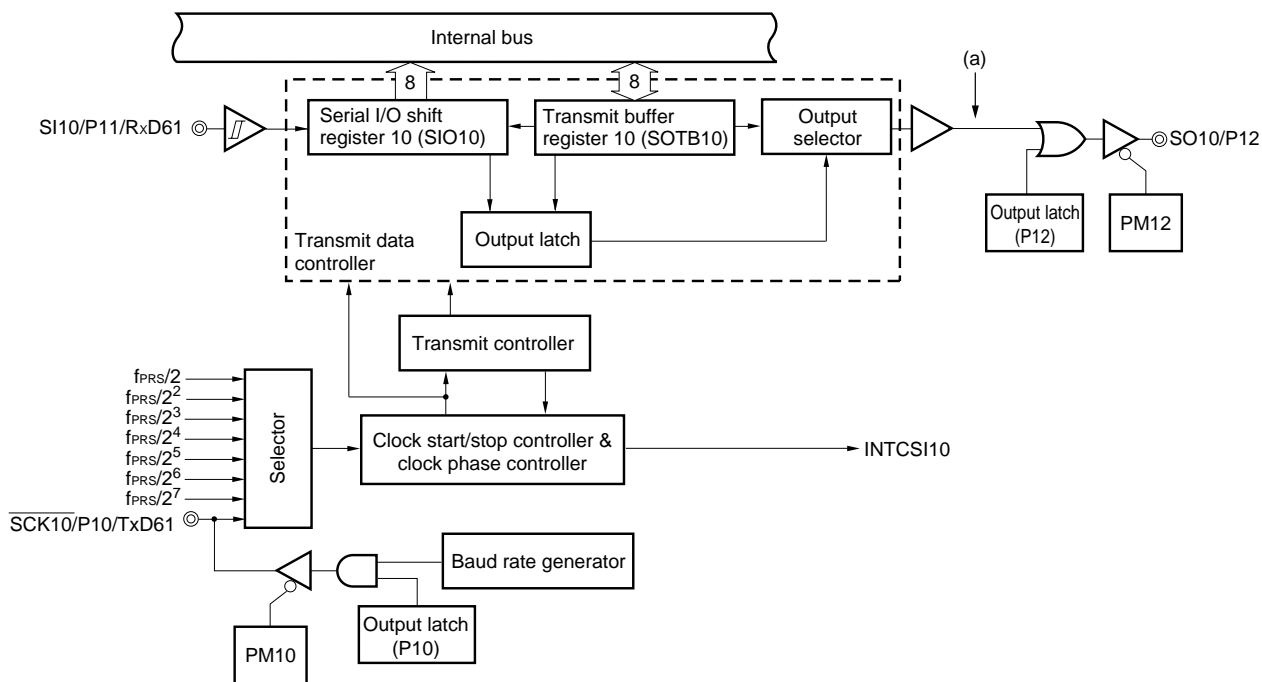 Internal bus
(a)
8
8
SI10/P11/RxD61
Serial I/O shift
register 10 (SIO10)
Transmit buffer
register 10 (SOTB10)
Output
selector
SO10/P12
Output latch
Output latch
(P12)
PM12
Transmit data
controller
Transmit controller
fPRS/2
fPRS/2²
fPRS/2³
fPRS/2⁴
fPRS/2⁵
fPRS/2⁶
fPRS/2⁷
Selector
Clock start/stop controller &
clock phase controller
INTCSI10
SCK10/P10/TxD61
Baud rate generator
Output latch
(P10)
PM10